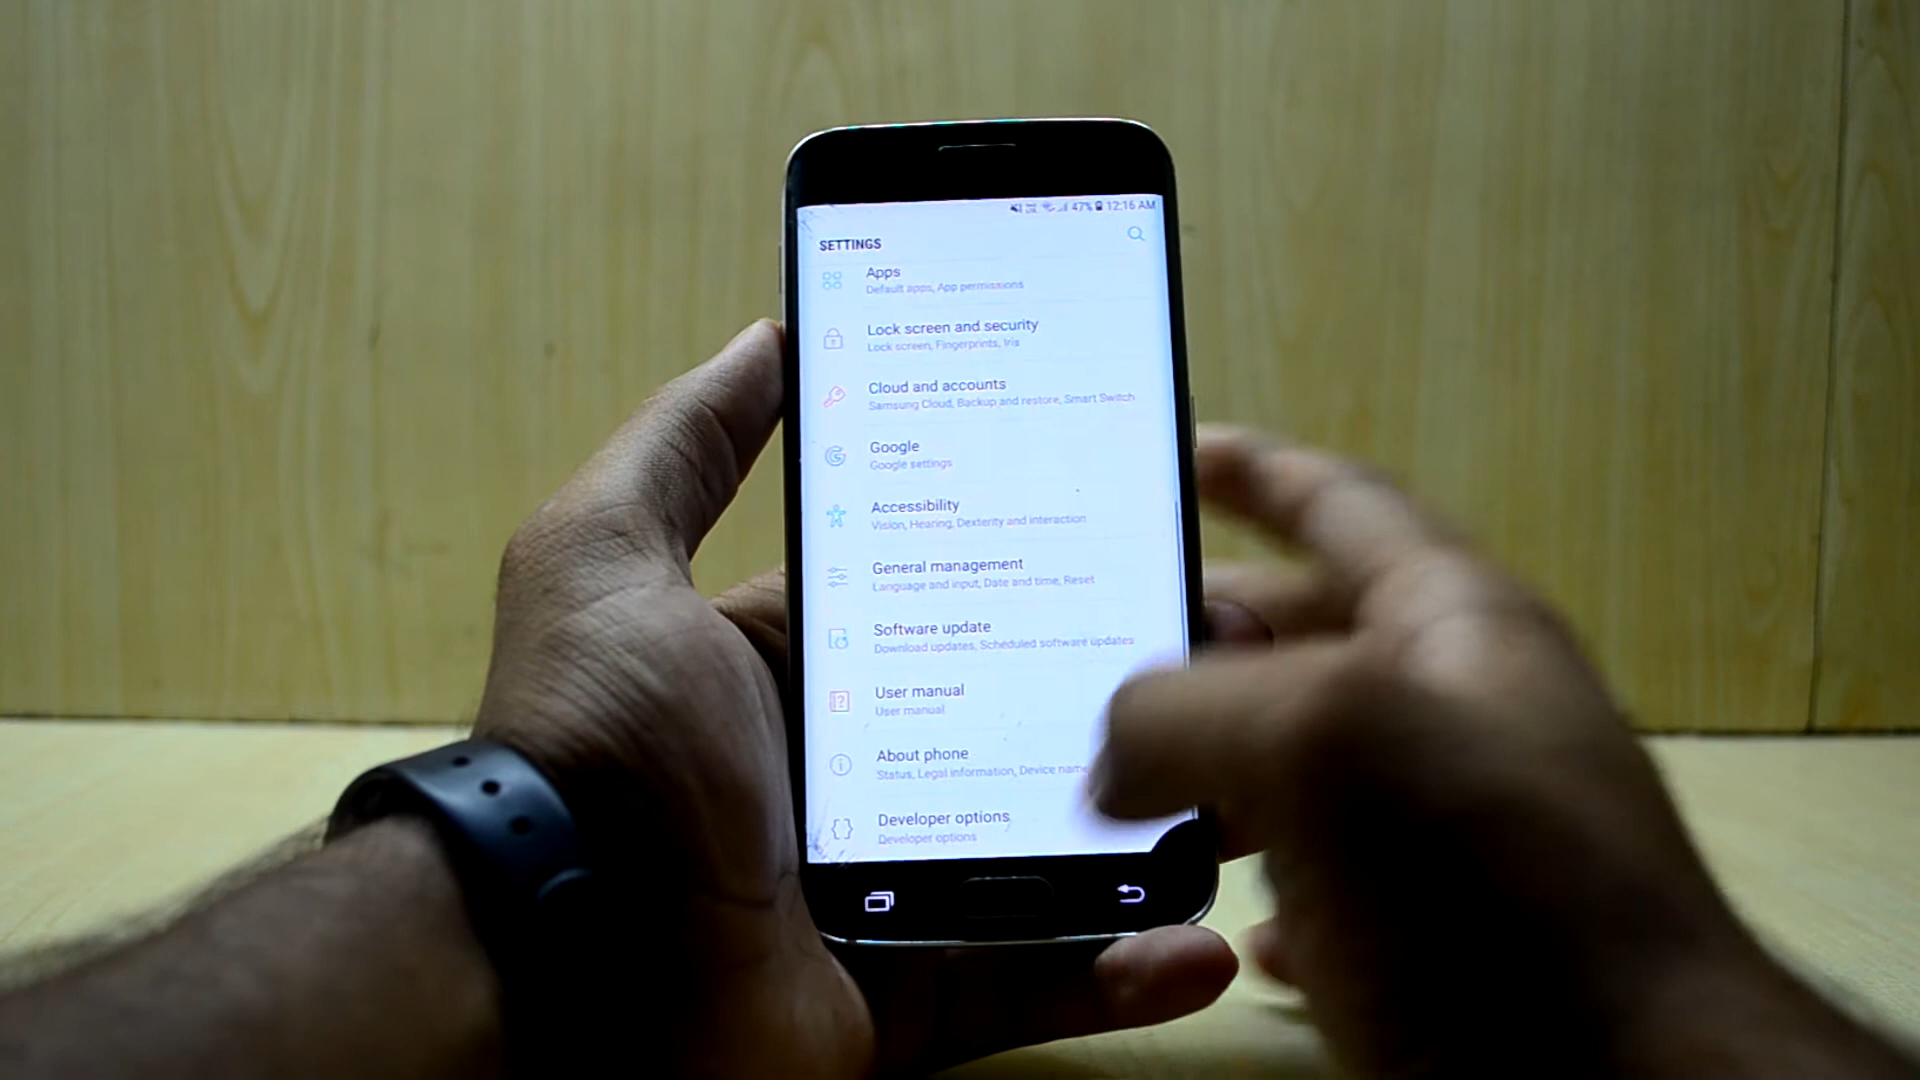 47% 12:16 AM
SETTINGS
Apps
Default apps, App permissions
Lock screen and security
Lock screen, Fingerprints, Iris
Cloud and accounts
Samsung Cloud, Backup and restore, Smart Switch
Google
Google settings
Accessibility
Vision, Hearing, Dexterity and interaction
General management
Language and input, Date and time, Reset
Software update
Download updates, Scheduled software updates
User manual
User manual
About phone
Status, Legal information, Device name
Developer options
Developer options